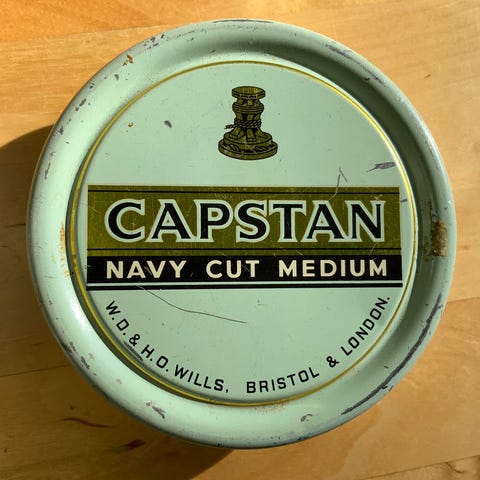 CAPSTAN
NAVY CUT MEDIUM
W.D. & H.O. WILLS, BRISTOL & LONDON.